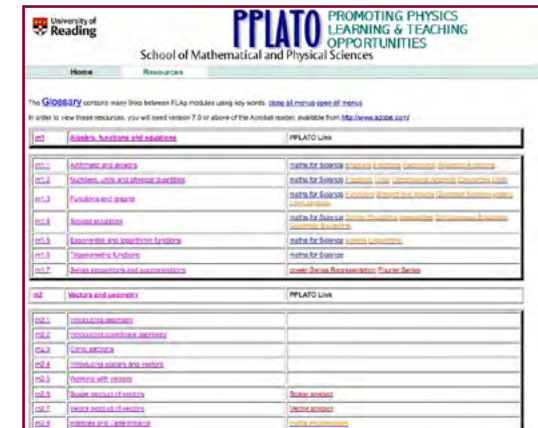 University of
Reading
PPLATO PROMOTING PHYSICS
LEARNING & TEACHING
OPPORTUNITIES
School of Mathematical and Physical Sciences
Home Resources
The Glossary contains many links between FLAp modules using key words. close all menus open all menus
In order to view these resources, you will need version 7.0 or above of the Acrobat reader, available from http://www.adobe.com/
m1 Algebra, functions and equations PPLATO Link
m1.1 Arithmetic and algebra maths for Science
m1.2 Numbers, units and physical quantities maths for Science
m1.3 Functions and graphs maths for Science
m1.4 Solving equations maths for Science
m1.5 Exponential and logarithmic functions maths for Science
m1.6 Trigonometric functions maths for Science
m1.7 Series expansions and approximations power Series Representation Fourier Series
m2 Vectors and geometry PPLATO Link
m2.1 Introducing geometry
m2.2 Introducing coordinate geometry
m2.3 Conic sections
m2.4 Introducing scalars and vectors
m2.5 Working with vectors
m2.6 Scalar product of vectors Scalar product
m2.7 Vector product of vectors Vector product
m2.8